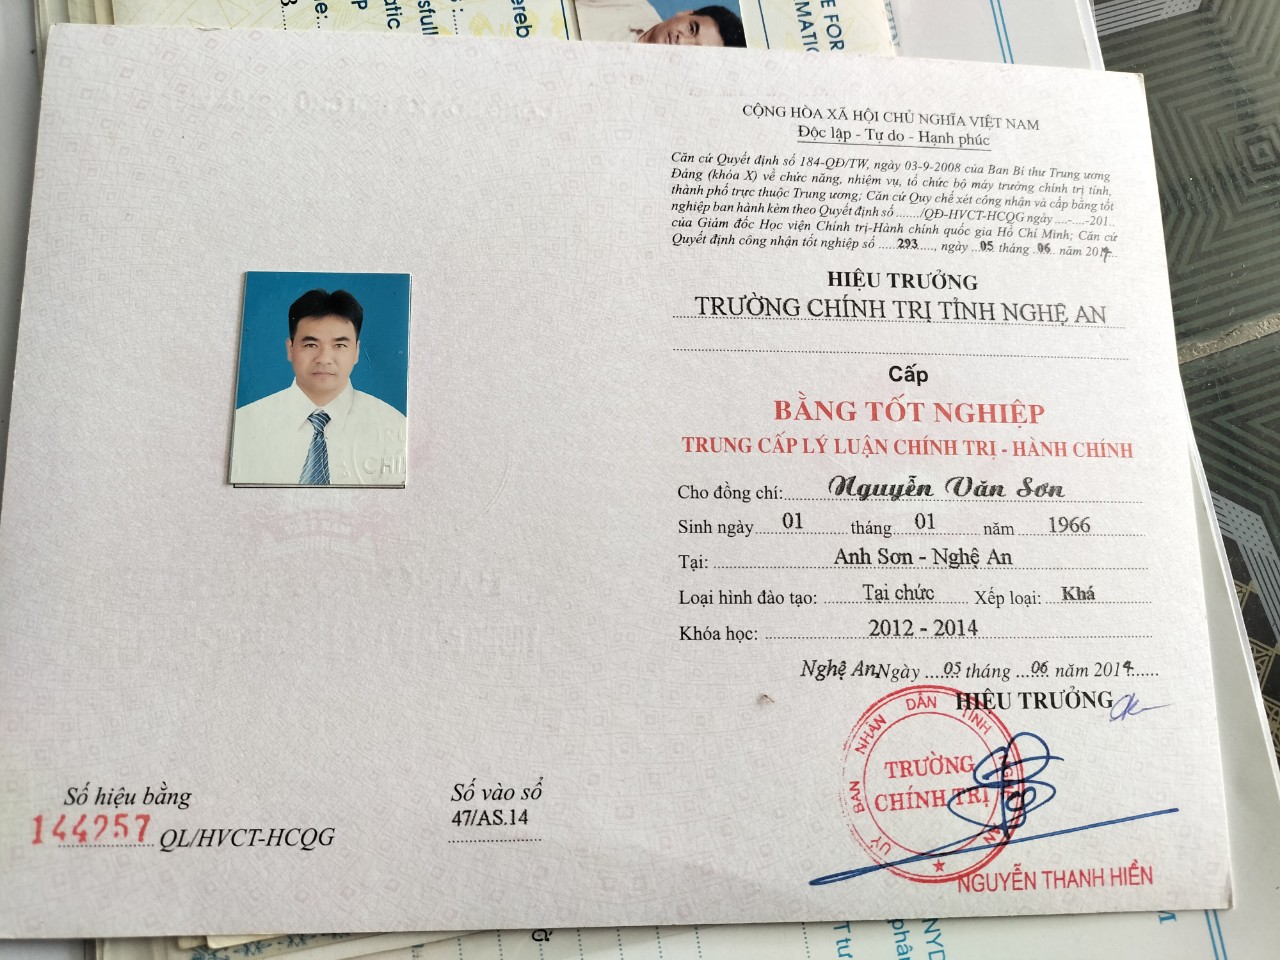 CỘNG HÒA XÃ HỘI CHỦ NGHĨA VIỆT NAM
Độc lập - Tự do - Hạnh phúc
Căn cứ Quyết định số 184-QĐ/TW, ngày 03-9-2008 của Ban Bí thư Trung ương
Đảng (khóa X) về chức năng, nhiệm vụ, tổ chức bộ máy trường chính trị tỉnh,
thành phố trực thuộc Trung ương; Căn cứ Quy chế xét công nhận và cấp bằng tốt
nghiệp ban hành kèm theo Quyết định số ......./QĐ-HVCT-HCQG ngày ....-....-201..
của Giám đốc Học viện Chính trị-Hành chính quốc gia Hồ Chí Minh; Căn cứ
Quyết định công nhận tốt nghiệp số .....293....., ngày ..05 tháng ..06.. năm 2014..
HIỆU TRƯỞNG
TRƯỜNG CHÍNH TRỊ TỈNH NGHỆ AN
Cấp
BẰNG TỐT NGHIỆP
TRUNG CẤP LÝ LUẬN CHÍNH TRỊ - HÀNH CHÍNH
Cho đồng chí: Nguyễn Văn Sơn
Sinh ngày 01 tháng 01 năm 1966
Tại: Anh Sơn - Nghệ An
Loại hình đào tạo: Tại chức Xếp loại: Khá
Khóa học: 2012 - 2014
Nghệ An, Ngày ....05 tháng ...06.. năm 2014......
HIỆU TRƯỞNG
ỦY BAN NHÂN DÂN TỈNH NGHỆ AN
TRƯỜNG
CHÍNH TRỊ
NGUYỄN THANH HIỀN
Số hiệu bằng
144257 QL/HVCT-HCQG
Số vào sổ
47/AS.14